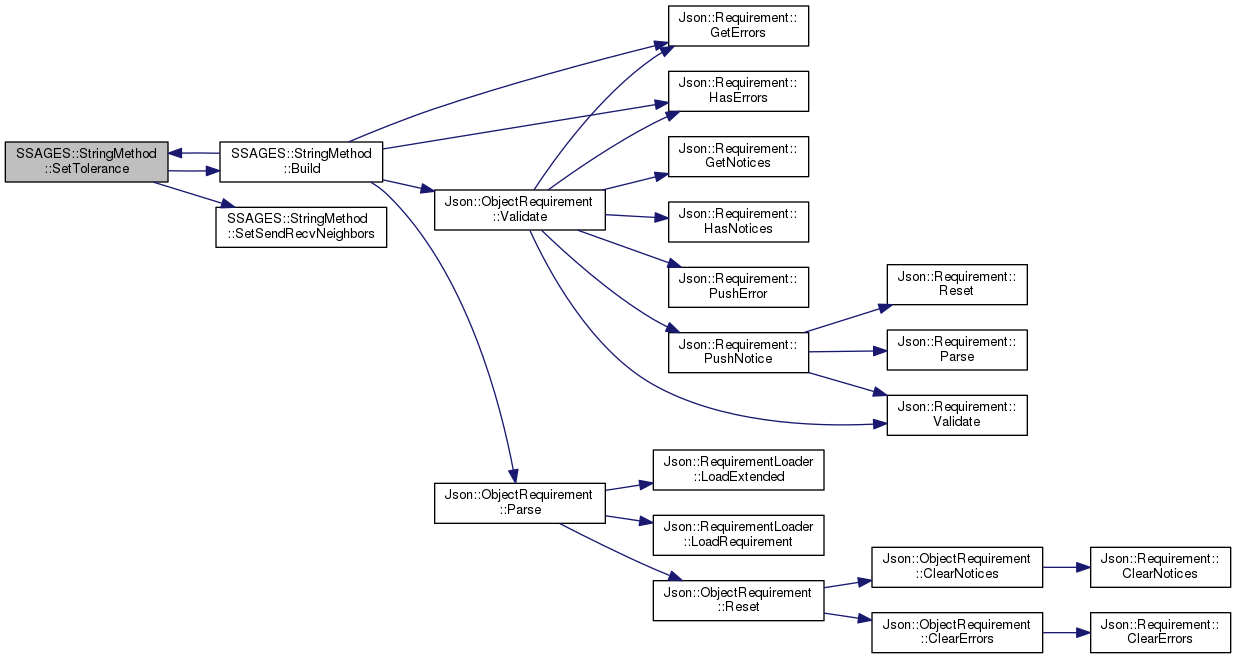 SSAGES::StringMethod
::SetTolerance
SSAGES::StringMethod
::Build
SSAGES::StringMethod
::SetSendRecvNeighbors
Json::ObjectRequirement
::Validate
Json::Requirement::
GetErrors
Json::Requirement::
HasErrors
Json::Requirement::
GetNotices
Json::Requirement::
HasNotices
Json::Requirement::
PushError
Json::Requirement::
PushNotice
Json::Requirement::
Reset
Json::Requirement::
Parse
Json::Requirement::
Validate
Json::ObjectRequirement
::Parse
Json::RequirementLoader
::LoadExtended
Json::RequirementLoader
::LoadRequirement
Json::ObjectRequirement
::Reset
Json::ObjectRequirement
::ClearNotices
Json::Requirement::
ClearNotices
Json::ObjectRequirement
::ClearErrors
Json::Requirement::
ClearErrors